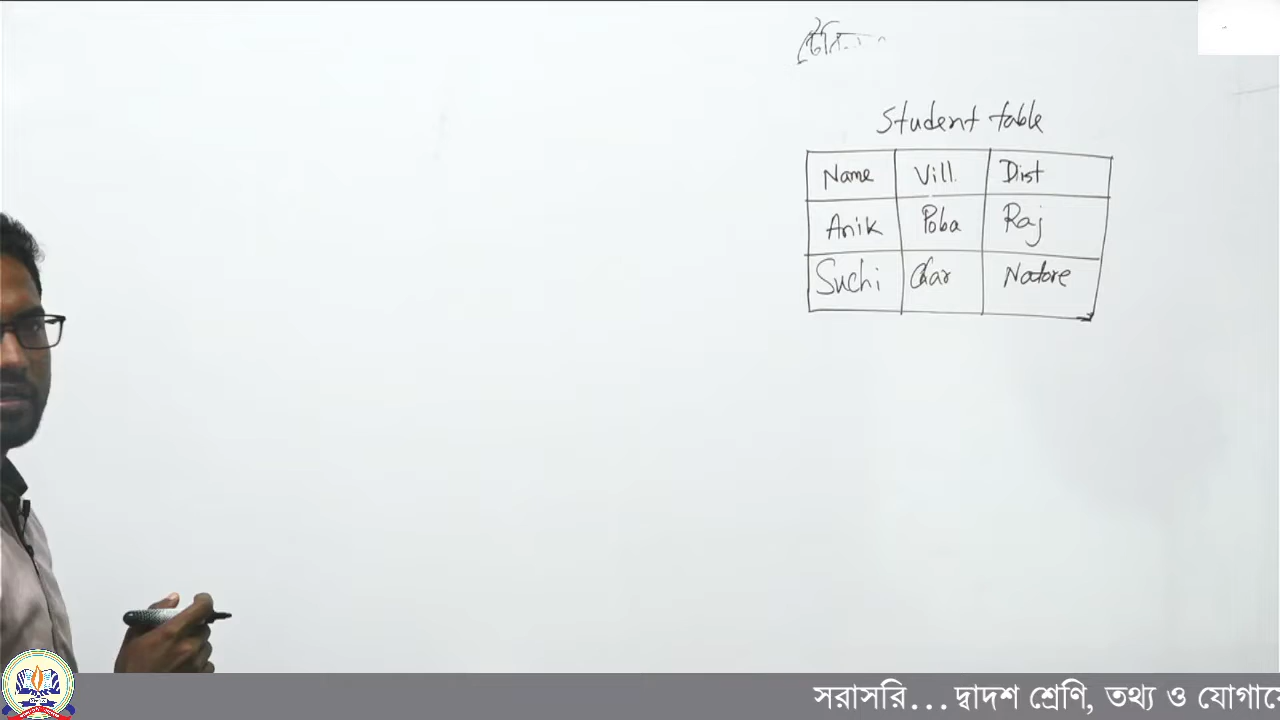 Student table
Name Vill. Dist
Anik Poba Raj
Suchi Char Natore
সরাসরি... দ্বাদশ শ্রেণি, তথ্য ও